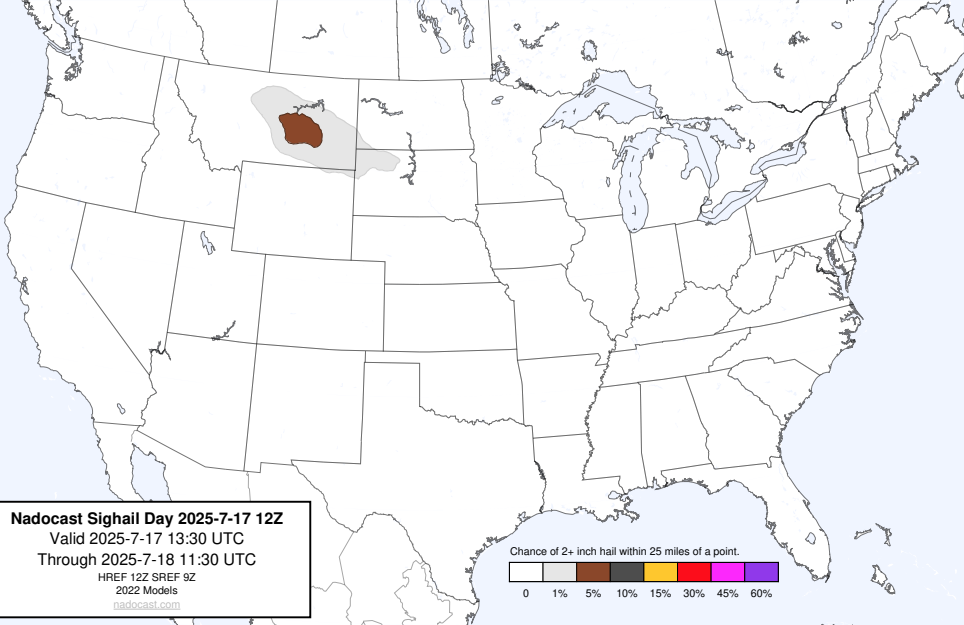 Nadocast Sighail Day 2025-7-17 12Z
Valid 2025-7-17 13:30 UTC
Through 2025-7-18 11:30 UTC
HREF 12Z SREF 9Z
2022 Models
nadocast.com
Chance of 2+ inch hail within 25 miles of a point.
0 1% 5% 10% 15% 30% 45% 60%